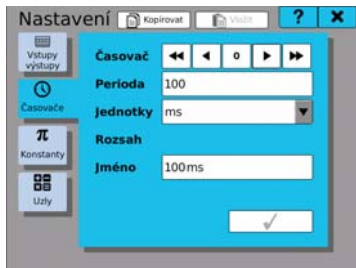 Nastavení Kopírovat Vložit ? ×
Vstupy
výstupy
Časovače
π
Konstanty
Uzly
Časovač 0
Perioda 100
Jednotky ms
Rozsah
Jméno 100ms